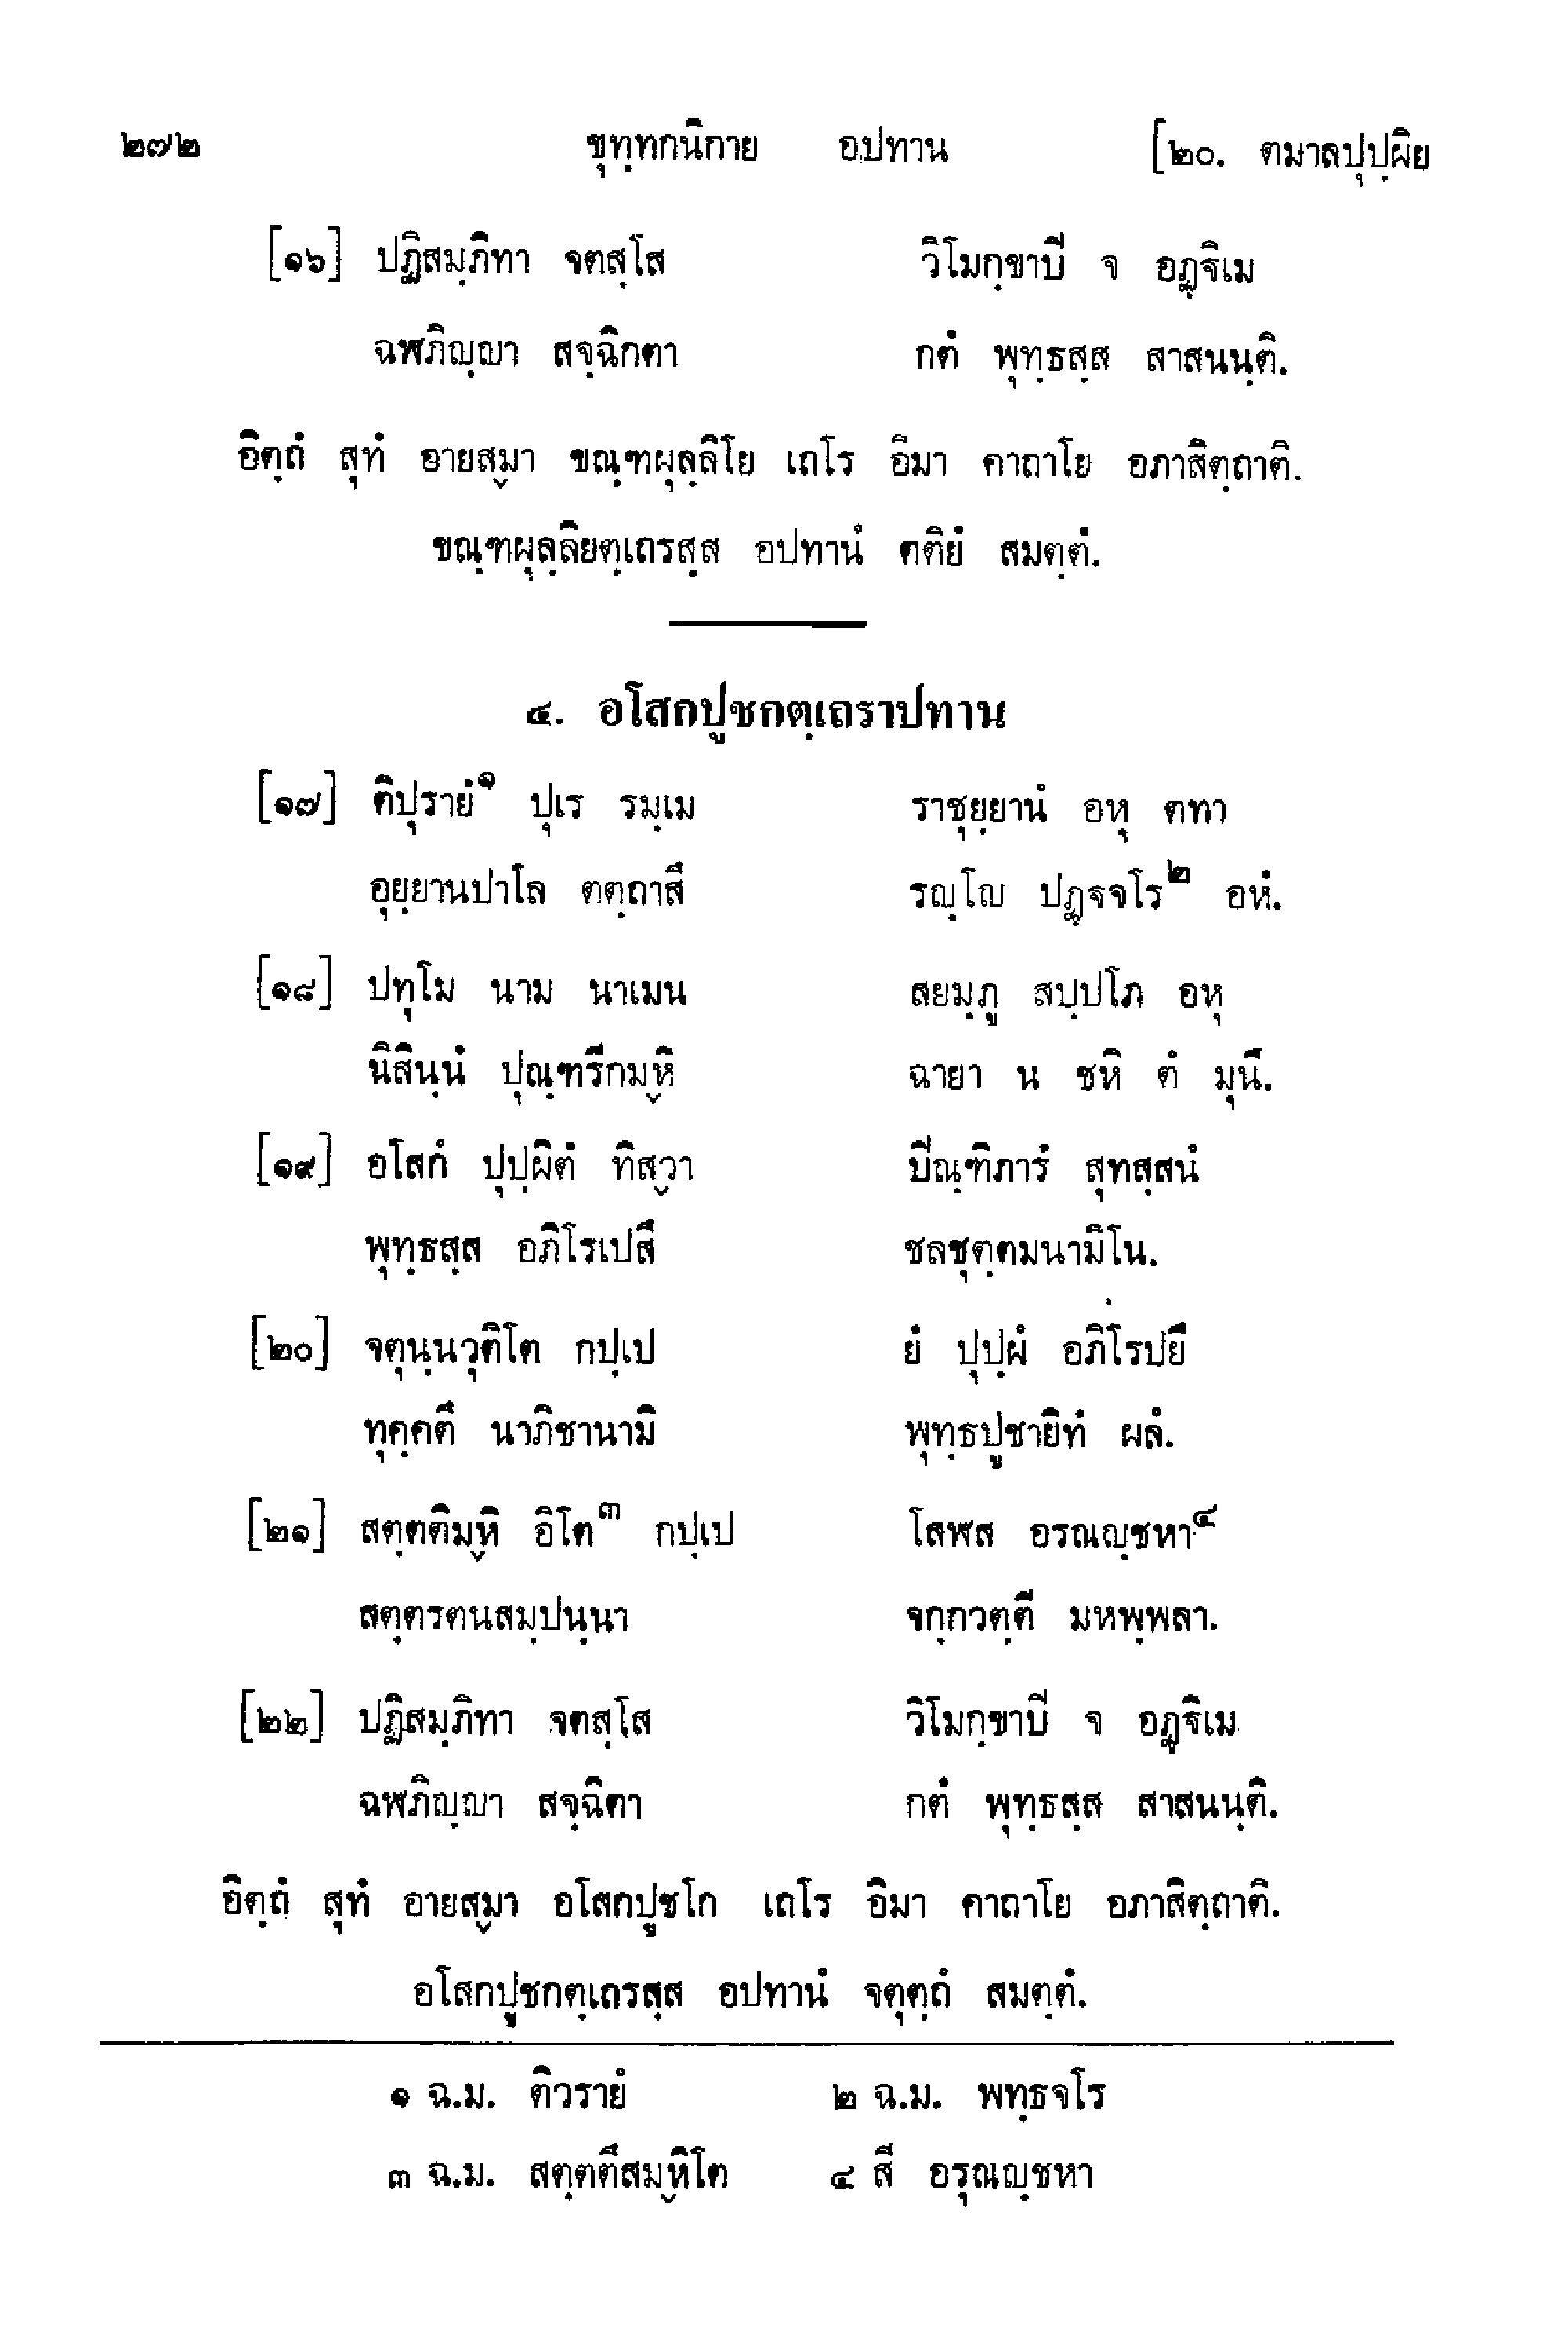 ๒๗๒ ขุทฺทกนิกาย อปทาน [๒๐. ตมาลปุปฺผิย
[๑๖] ปฏิสมฺภิทา จตสฺโส วิโมกฺขาปิ จ อฏฺฐิเม
ฉฬภิญฺญา สจฺฉิกตา กตํ พุทฺธสฺส สาสนนฺติ.
อิตฺถํ สุทํ อายสฺมา ขณฺฑผุลฺลิโย เถโร อิมา คาถาโย อภาสิตฺถาติ.
ขณฺฑผุลฺลิยตฺเถรสฺส อปทานํ ตติยํ สมตฺตํ.
๔. อโสกปูชกตฺเถราปทาน
[๑๗] ติปุรายํ๑ ปุเร รมฺเม ราชุยฺยานํ อหุ ตทา
อุยฺยานปาโล ตตฺถาสึ รญฺโญ ปฏฺฐจโร๒ อหํ.
[๑๘] ปทุโม นาม นาเมน สยมฺภู สปฺปโภ อหุ
นิสินฺนํ ปุณฺฑรีกมฺหิ ฉายา น ชหิ ตํ มุนึ.
[๑๙] อโสกํ ปุปฺผิตํ ทิสฺวา ปิณฺฑิภารํ สุทสฺสนํ
พุทฺธสฺส อภิโรเปสึ ชลชุตฺตมนามิโน.
[๒๐] จตุนฺนวุติโต กปฺเป ยํ ปุปฺผํ อภิโรปยึ
ทุคฺคตึ นาภิชานามิ พุทฺธปูชายิทํ ผลํ.
[๒๑] สตฺตติมฺหิ อิโต๓ กปฺเป โสฬส อรณญฺชหา๔
สตฺตรตนสมฺปนฺนา จกฺกวตฺตี มหพฺพลา.
[๒๒] ปฏิสมฺภิทา จตสฺโส วิโมกฺขาปิ จ อฏฺฐิเม
ฉฬภิญฺญา สจฺฉิตา กตํ พุทฺธสฺส สาสนนฺติ.
อิตฺถํ สุทํ อายสฺมา อโสกปูชโก เถโร อิมา คาถาโย อภาสิตฺถาติ.
อโสกปูชกตฺเถรสฺส อปทานํ จตุตฺถํ สมตฺตํ.
๑ ฉ.ม. ติวรายํ ๒ ฉ.ม. พทฺธจโร
๓ ฉ.ม. สตฺตตึสมฺหิโต ๔ สี อรุณญฺชหา